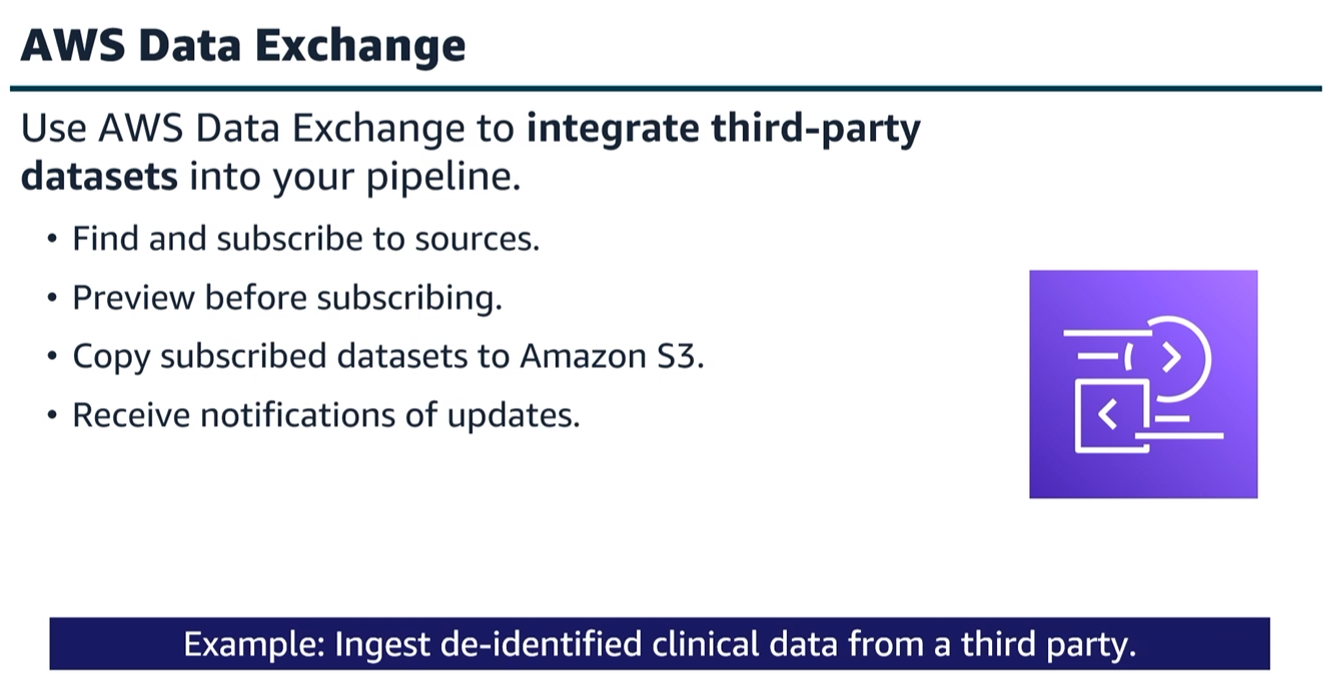 AWS Data Exchange
Use AWS Data Exchange to integrate third-party
datasets into your pipeline.
• Find and subscribe to sources.
• Preview before subscribing.
• Copy subscribed datasets to Amazon S3.
• Receive notifications of updates.
Example: Ingest de-identified clinical data from a third party.